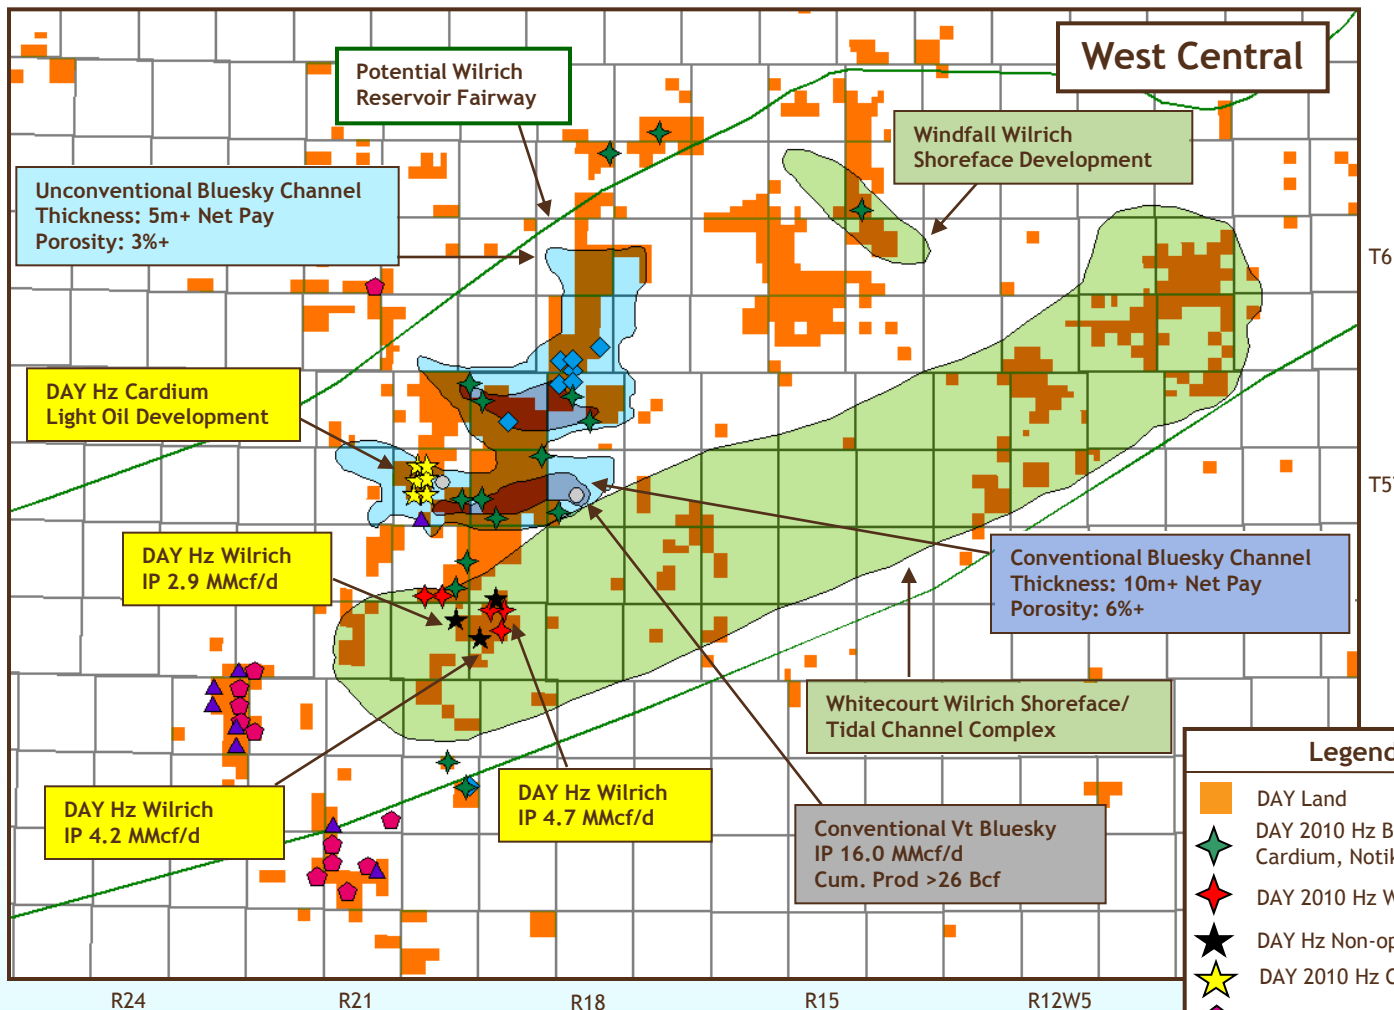 West Central
Potential Wilrich
Reservoir Fairway
Windfall Wilrich
Shoreface Development
Unconventional Bluesky Channel
Thickness: 5m+ Net Pay
Porosity: 3%+
T6
DAY Hz Cardium
Light Oil Development
T57
DAY Hz Wilrich
IP 2.9 MMcf/d
Conventional Bluesky Channel
Thickness: 10m+ Net Pay
Porosity: 6%+
Whitecourt Wilrich Shoreface/
Tidal Channel Complex
DAY Hz Wilrich
IP 4.2 MMcf/d
DAY Hz Wilrich
IP 4.7 MMcf/d
Conventional Vt Bluesky
IP 16.0 MMcf/d
Cum. Prod >26 Bcf
Legend
DAY Land
DAY 2010 Hz B
Cardium, Notik
DAY 2010 Hz W
DAY Hz Non-op
DAY 2010 Hz C
R24
R21
R18
R15
R12W5